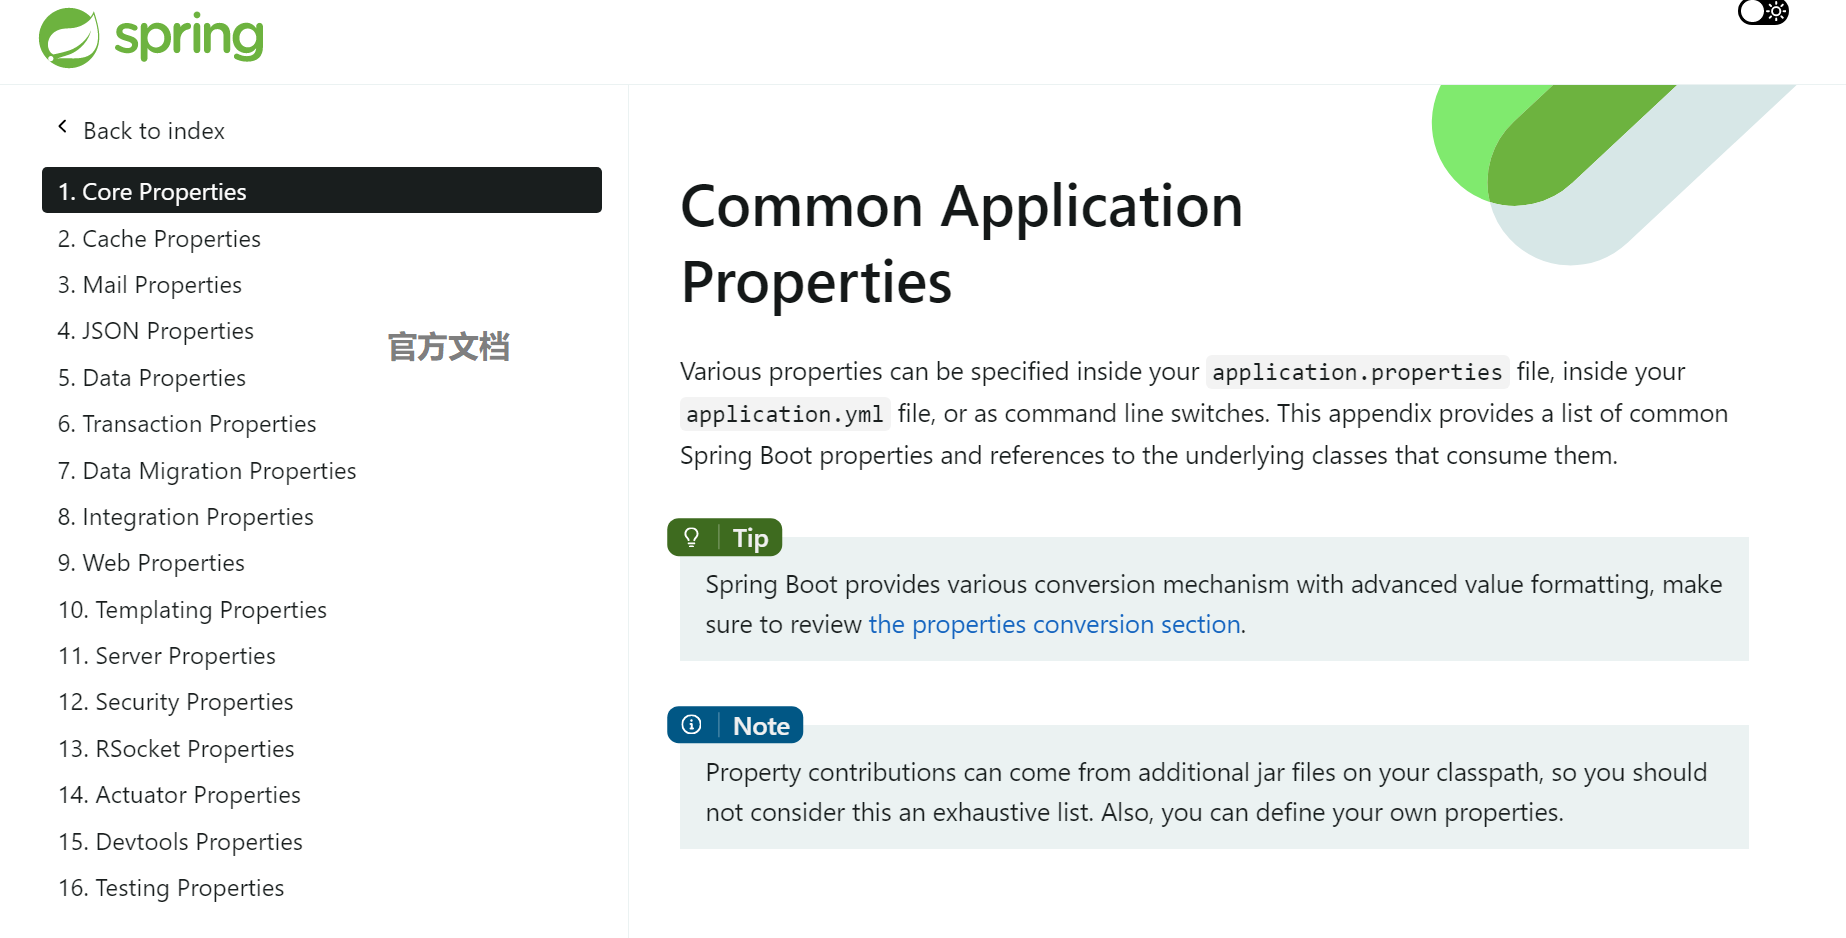 spring
Back to index
1. Core Properties
2. Cache Properties
3. Mail Properties
4. JSON Properties
官方文档
5. Data Properties
6. Transaction Properties
7. Data Migration Properties
8. Integration Properties
9. Web Properties
10. Templating Properties
11. Server Properties
12. Security Properties
13. RSocket Properties
14. Actuator Properties
15. Devtools Properties
16. Testing Properties
Common Application
Properties
Various properties can be specified inside your application.properties file, inside your
application.yml file, or as command line switches. This appendix provides a list of common
Spring Boot properties and references to the underlying classes that consume them.
Tip
Spring Boot provides various conversion mechanism with advanced value formatting, make
sure to review the properties conversion section.
Note
Property contributions can come from additional jar files on your classpath, so you should
not consider this an exhaustive list. Also, you can define your own properties.